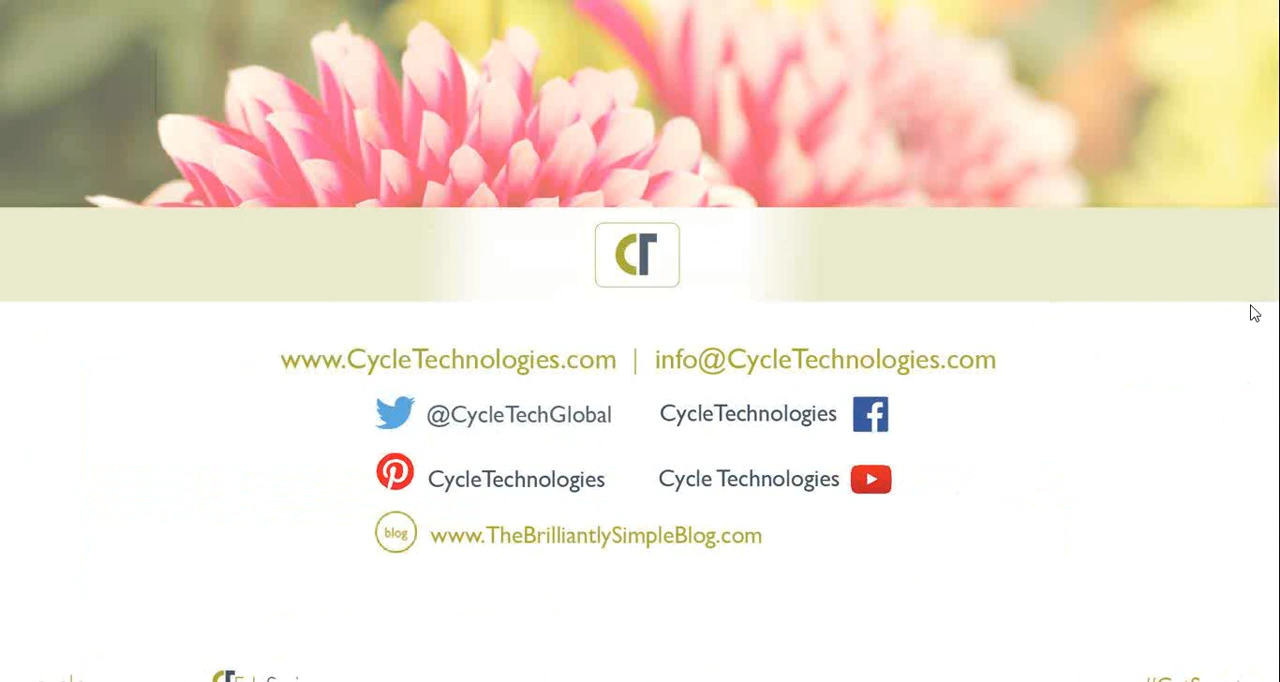 CT
www.CycleTechnologies.com | info@CycleTechnologies.com
@CycleTechGlobal CycleTechnologies
CycleTechnologies Cycle Technologies
blog www.TheBrilliantlySimpleBlog.com